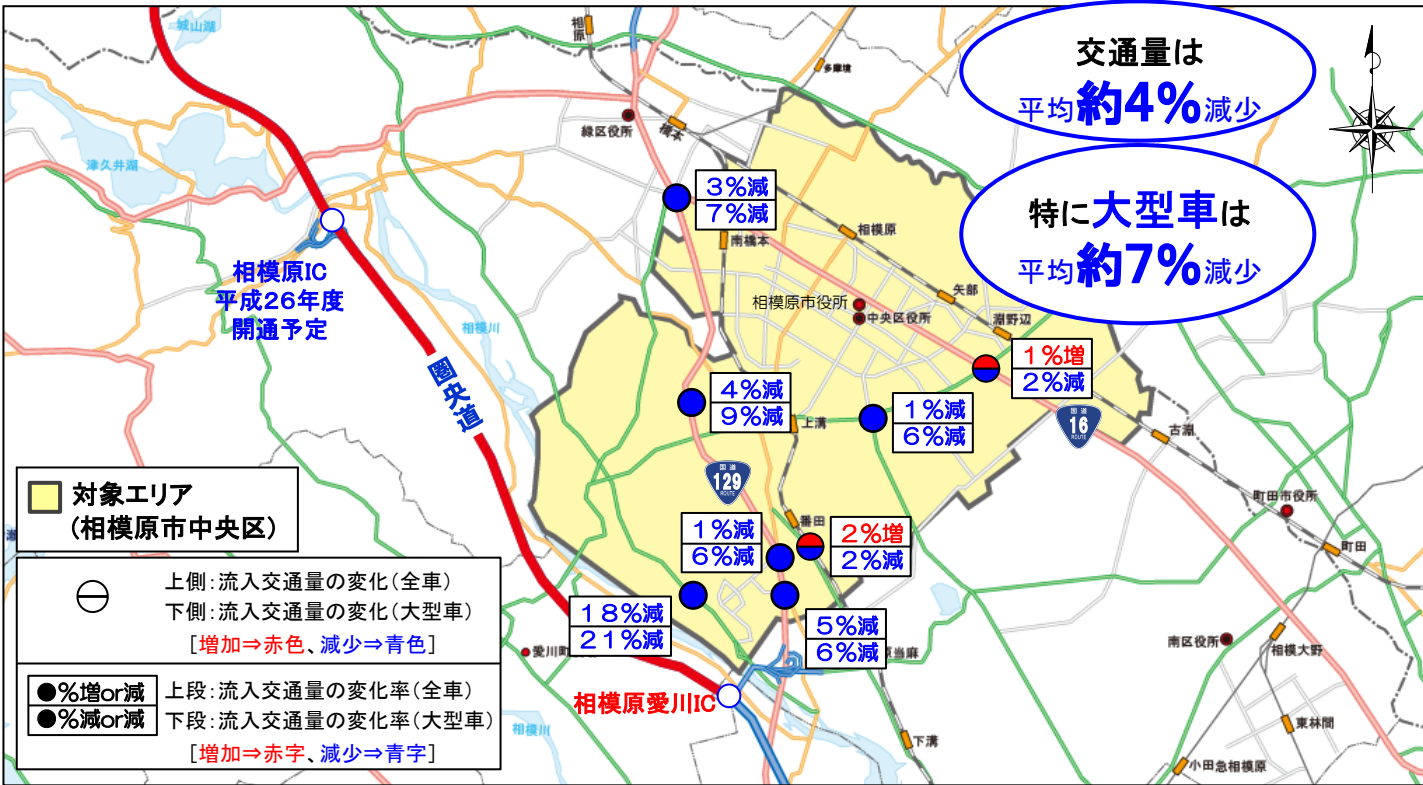 城山湖
相原
多摩境
交通量は
平均約4%減少
緑区役所
橋本
津久井湖
3%減
7%減
特に大型車は
平均約7%減少
南橋本
相模原
相模原IC
平成26年度
開通予定
相模川
矢部
相模原市役所
中央区役所
淵野辺
圏央道
1%増
2%減
4%減
9%減
上溝
1%減
6%減
国道
16
ROUTE
古淵
国道
129
ROUTE
町田市役所
対象エリア
(相模原市中央区)
番田
1%減
6%減
2%増
2%減
町田
上側:流入交通量の変化(全車)
下側:流入交通量の変化(大型車)
[増加⇒赤色、減少⇒青色]
18%減
21%減
5%減
6%減
愛川町
原当麻
南区役所
相模大野
●%増or減
●%減or減
上段:流入交通量の変化率(全車)
下段:流入交通量の変化率(大型車)
[増加⇒赤字、減少⇒青字]
相模原愛川IC
相模川
下溝
東林間
小田急相模原